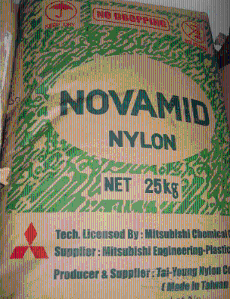 NO DROPPING
NOVAMID
NYLON
NET 25kg
Tech. Licensed By : Mitsubishi Chemical
Supplier : Mitsubishi Engineering-Plastic
Producer & Supplier : Tai-Young Nylon Co
( Made In Taiwan